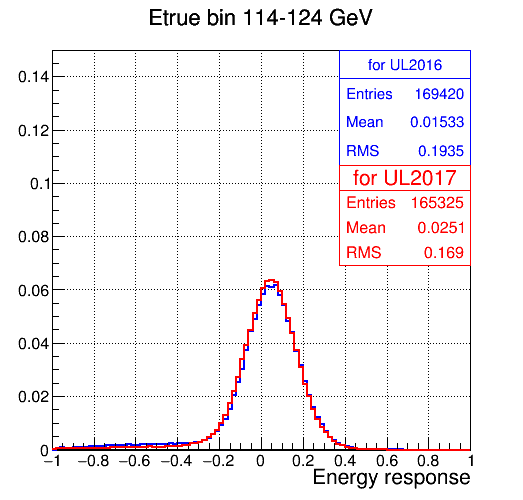 Etrue bin 114-124 GeV
for UL2016
Entries 169420
Mean 0.01533
RMS 0.1935
for UL2017
Entries 165325
Mean 0.0251
RMS 0.169
0.14
0.12
0.1
0.08
0.06
0.04
0.02
0
−1 −0.8 −0.6 −0.4 −0.2 0 0.2 0.4 0.6 0.8 1
Energy response